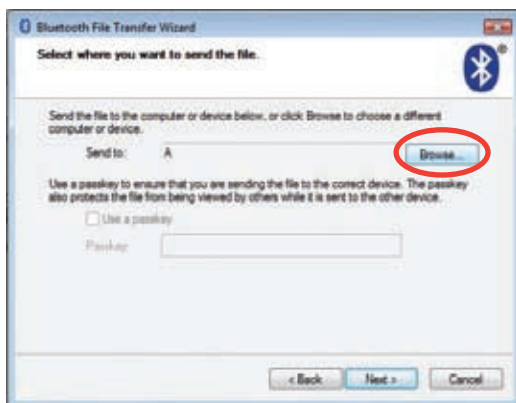 Bluetooth File Transfer Wizard
Select where you want to send the file.
Send the file to the computer or device below, or click Browse to choose a different
computer or device.
Send to: A Browse...
Use a passkey to ensure that you are sending the file to the correct device. The passkey
also protects the file from being viewed by others while it is sent to the other device.
Use a passkey
Passkey:
< Back Next > Cancel